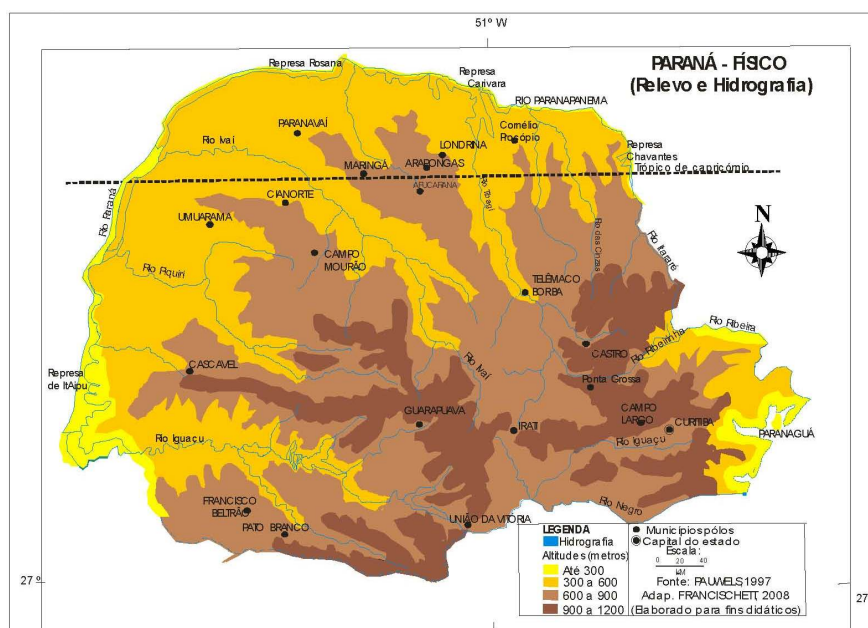 51º W
PARANÁ - FÍSICO
(Relevo e Hidrografia)
Represa Rosana
Represa
Carivara
RIO PARANAPANEMA
PARANAVAÍ
Rio Ivaí
LONDRINA
Cornélio
Procópio
Represa
Chavantes
MARINGÁ
ARAPONGAS
Trópico de capricórnio
APUCARANA
Rio Tibagi
CIANORTE
Rio Paraná
UMUARAMA
Rio das Cinzas
Rio Itararé
N
CAMPO
MOURÃO
Rio Piquiri
TELÊMACO
BORBA
Rio Ribeira
Rio Ribeirinha
CASTRO
Represa
de ItAipu
CASCAVEL
Rio Ivaí
Ponta Grossa
GUARAPUAVA
IRATI
CAMPO
LARGO
CURITIBA
PARANAGUÁ
Rio Iguaçu
Rio Iguaçu
FRANCISCO
BELTRÃO
Rio Negro
PATO BRANCO
UNIÃO DA VITÓRIA
27º
27
LEGENDA
Hidrografia
Altitudes (metros)
Até 300
300 a 600
600 a 900
900 a 1200
Municípios pólos
Capital do estado
Escala:
0 20 40
kM
Fonte: PAUWELS 1997
Adap. FRANCISCHETT, 2008
(Elaborado para fins didáticos)